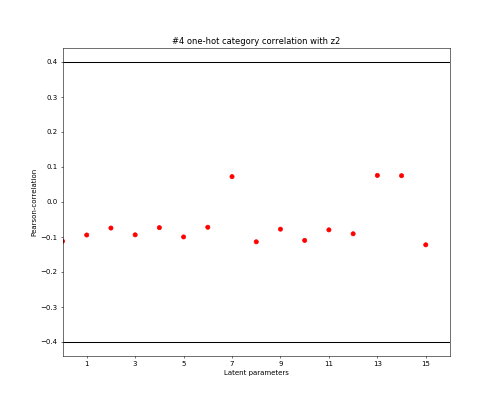 #4 one-hot category correlation with z2
0.4
0.3
0.2
0.1
0.0
−0.1
−0.2
−0.3
−0.4
Pearson-correlation
1 3 5 7 9 11 13 15
Latent parameters